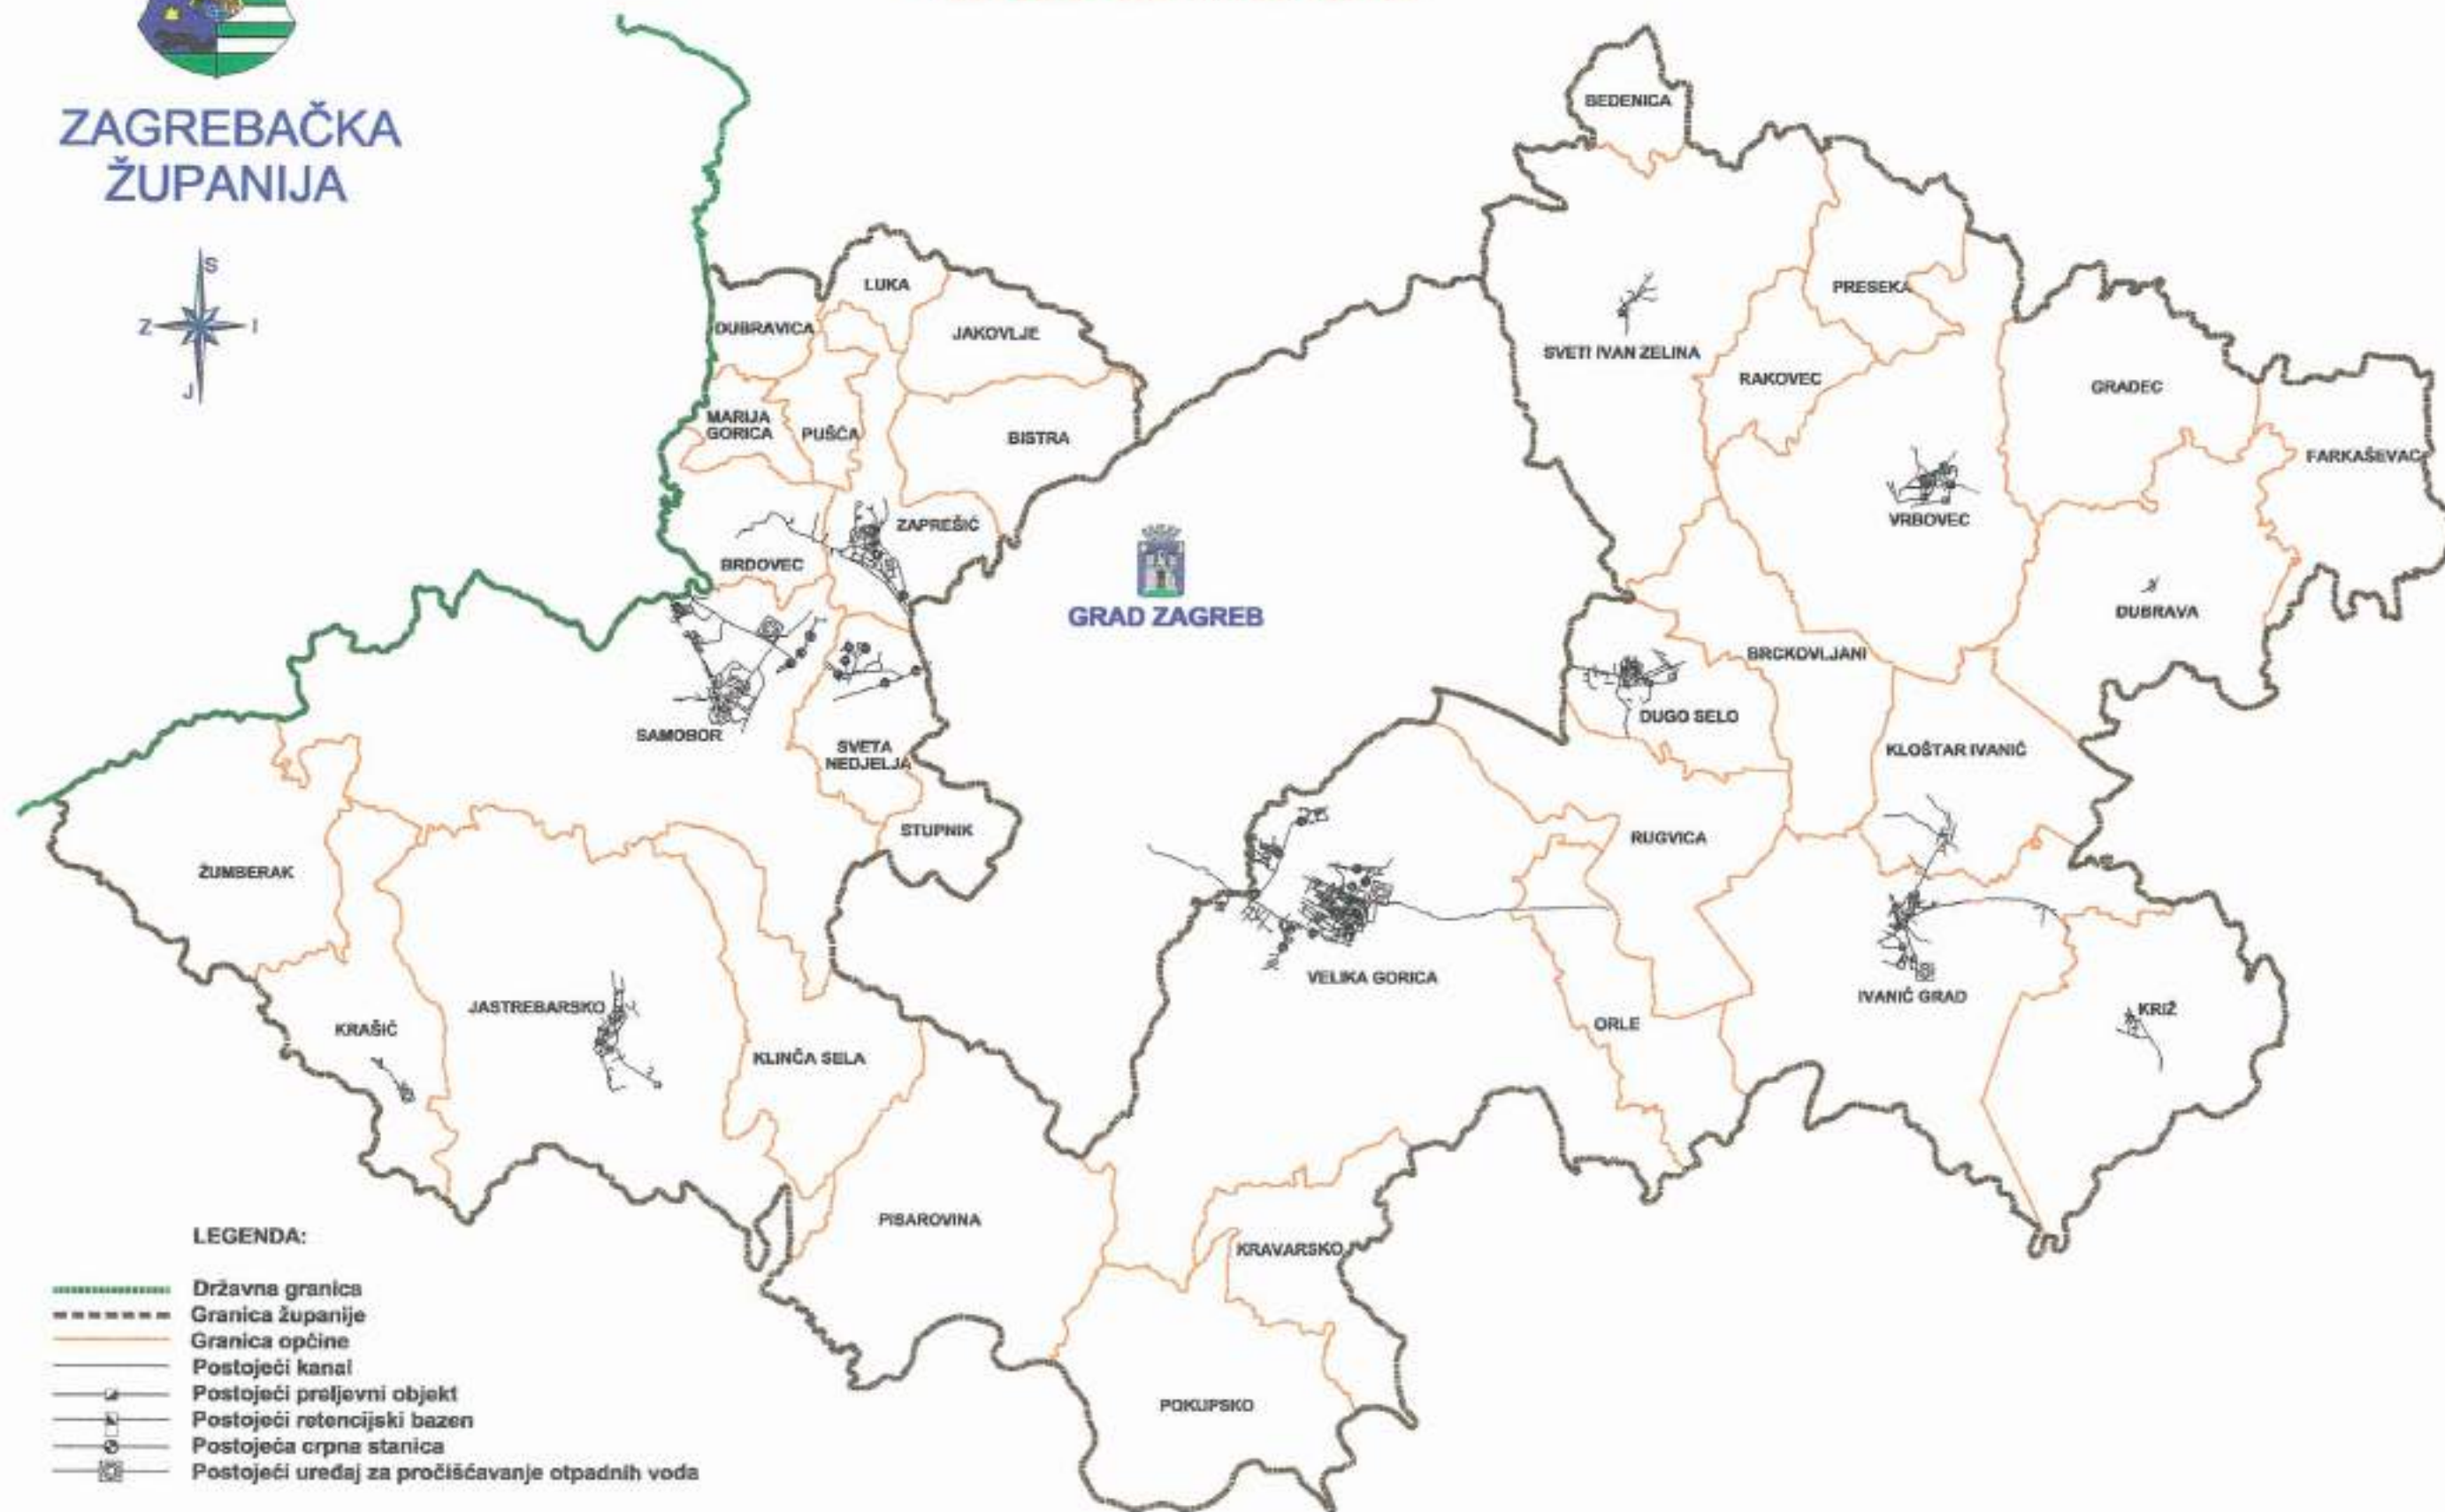 ZAGREBAČKA
ŽUPANIJA
S
Z
I
J
BEDENICA
LUKA
DUBRAVICA
JAKOVLJE
PRESEKA
SVETI IVAN ZELINA
RAKOVEC
GRADEC
MARIJA
GORICA
PUŠĆA
BISTRA
FARKAŠEVAC
ZAPREŠIĆ
VRBOVEC
BRDOVEC
GRAD ZAGREB
DUBRAVA
BRCKOVLJANI
SAMOBOR
DUGO SELO
SVETA
NEDJELJA
KLOŠTAR IVANIĆ
STUPNIK
RUGVICA
ŽUMBERAK
VELIKA GORICA
IVANIĆ GRAD
JASTREBARSKO
KRIŽ
KRAŠIĆ
ORLE
KLINČA SELA
PISAROVINA
KRAVARSKO
POKUPSKO
LEGENDA:
Državna granica
Granica županije
Granica općine
Postojeći kanal
Postojeći preljevni objekt
Postojeći retencijski bazen
Postojeća crpna stanica
Postojeći uređaj za pročišćavanje otpadnih voda